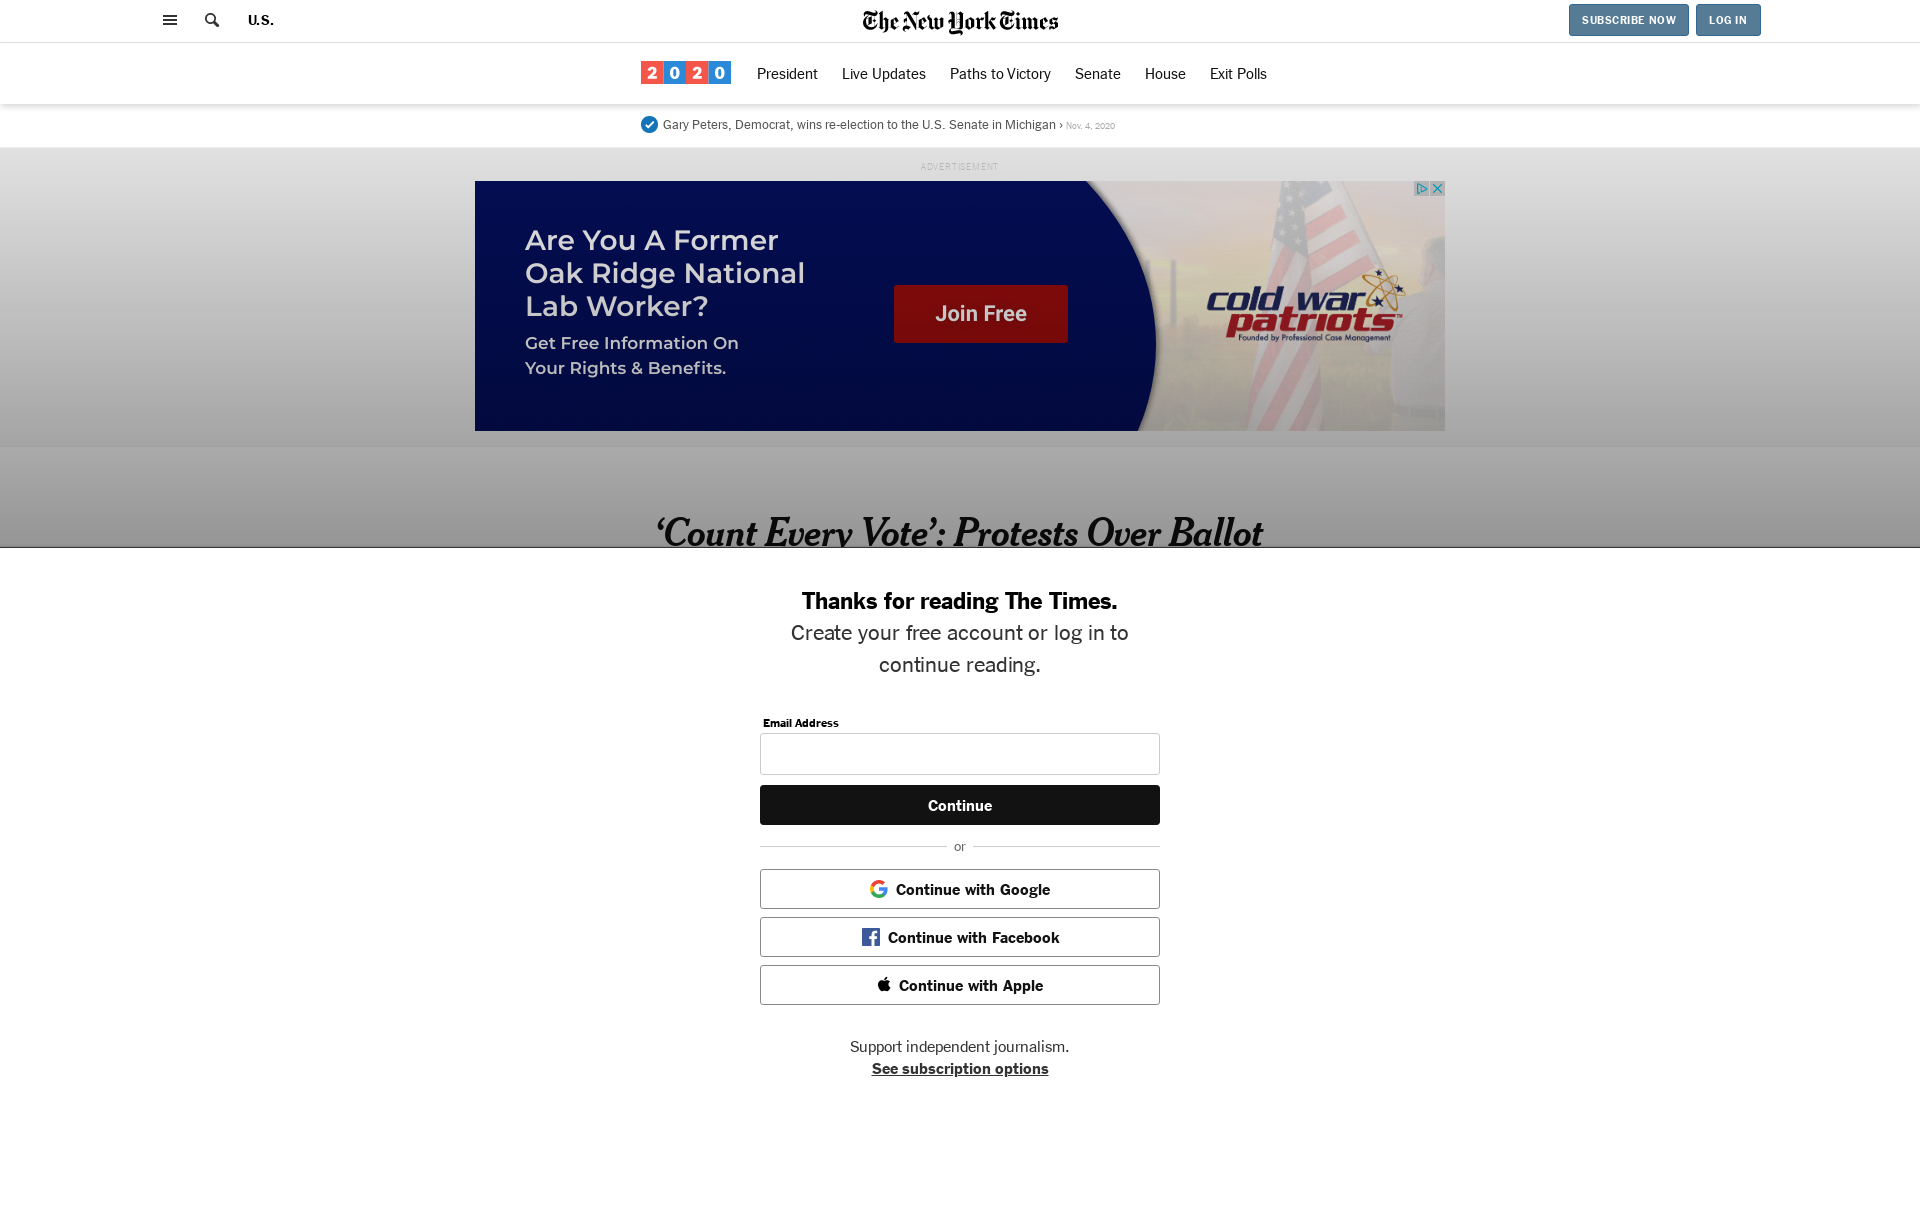 U.S.
The New York Times
SUBSCRIBE NOW
LOG IN
2020
President
Live Updates
Paths to Victory
Senate
House
Exit Polls
Gary Peters, Democrat, wins re-election to the U.S. Senate in Michigan › Nov. 4, 2020
ADVERTISEMENT
Are You A Former
Oak Ridge National
Lab Worker?
Get Free Information On
Your Rights & Benefits.
Join Free
cold war
patriots™
Founded by Professional Case Management
‘Count Every Vote’: Protests Over Ballot
Thanks for reading The Times.
Create your free account or log in to
continue reading.
Email Address
Continue
or
Continue with Google
Continue with Facebook
Continue with Apple
Support independent journalism.
See subscription options